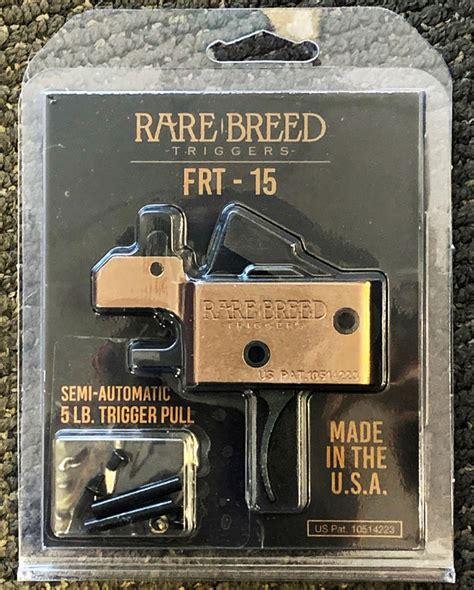 RARE BREED
TRIGGERS
FRT - 15
RARE BREED
TRIGGERS
US PAT.10514223
SEMI-AUTOMATIC
5 LB. TRIGGER PULL
MADE
IN THE
U.S.A.
US Pat. 10514223